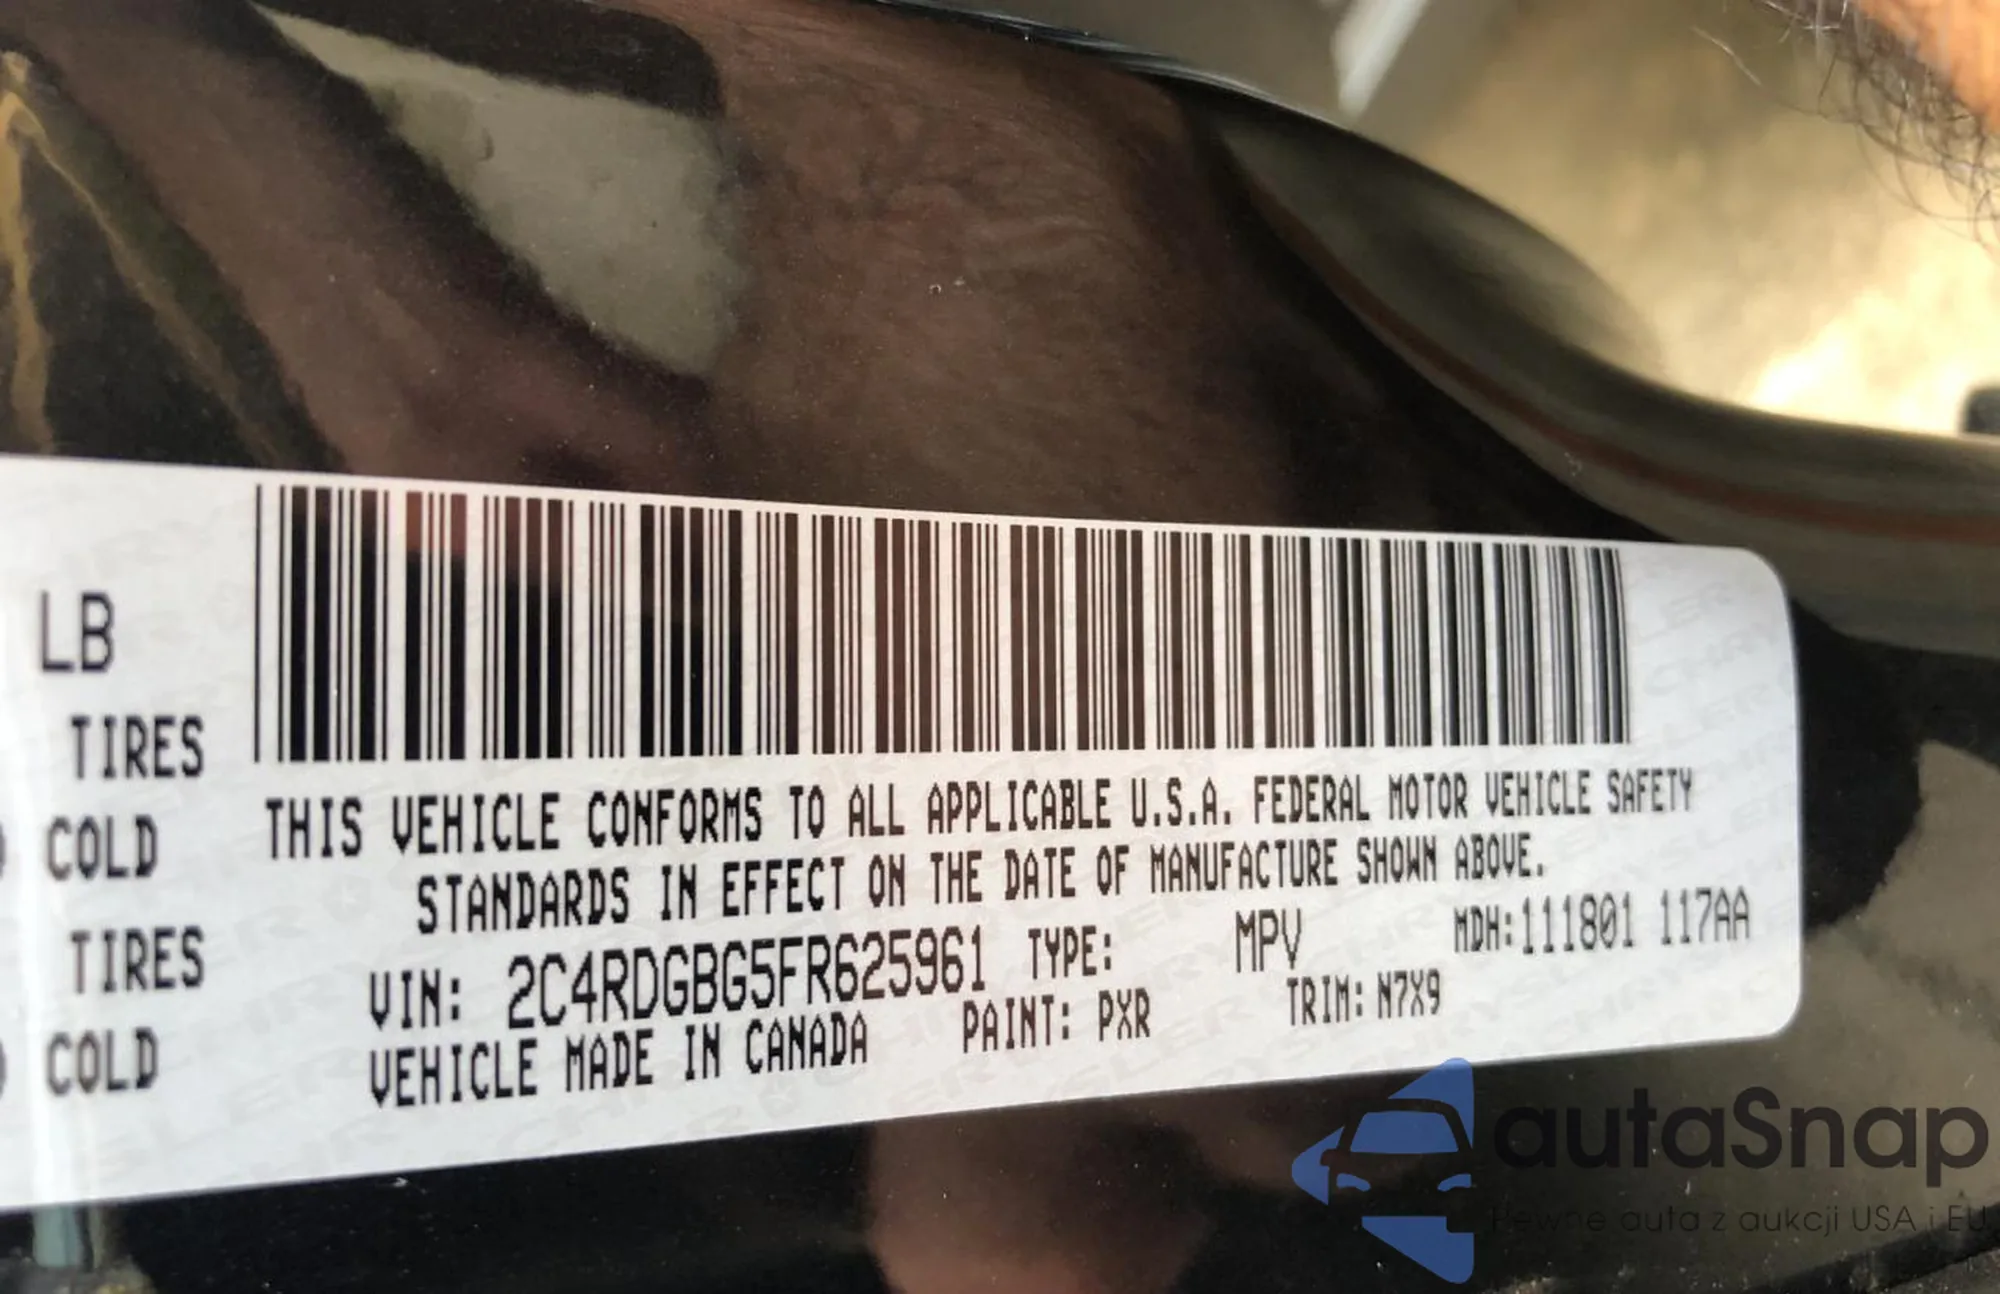 LB
TIRES
COLD
TIRES
COLD
THIS VEHICLE CONFORMS TO ALL APPLICABLE U.S.A. FEDERAL MOTOR VEHICLE SAFETY
STANDARDS IN EFFECT ON THE DATE OF MANUFACTURE SHOWN ABOVE.
VIN: 2C4RDGBG5FR625961 TYPE: MPV MDH:111801 117AA
VEHICLE MADE IN CANADA PAINT: PXR TRIM: N7X9
autaSnap
Pewne auta z aukcji USA i EU